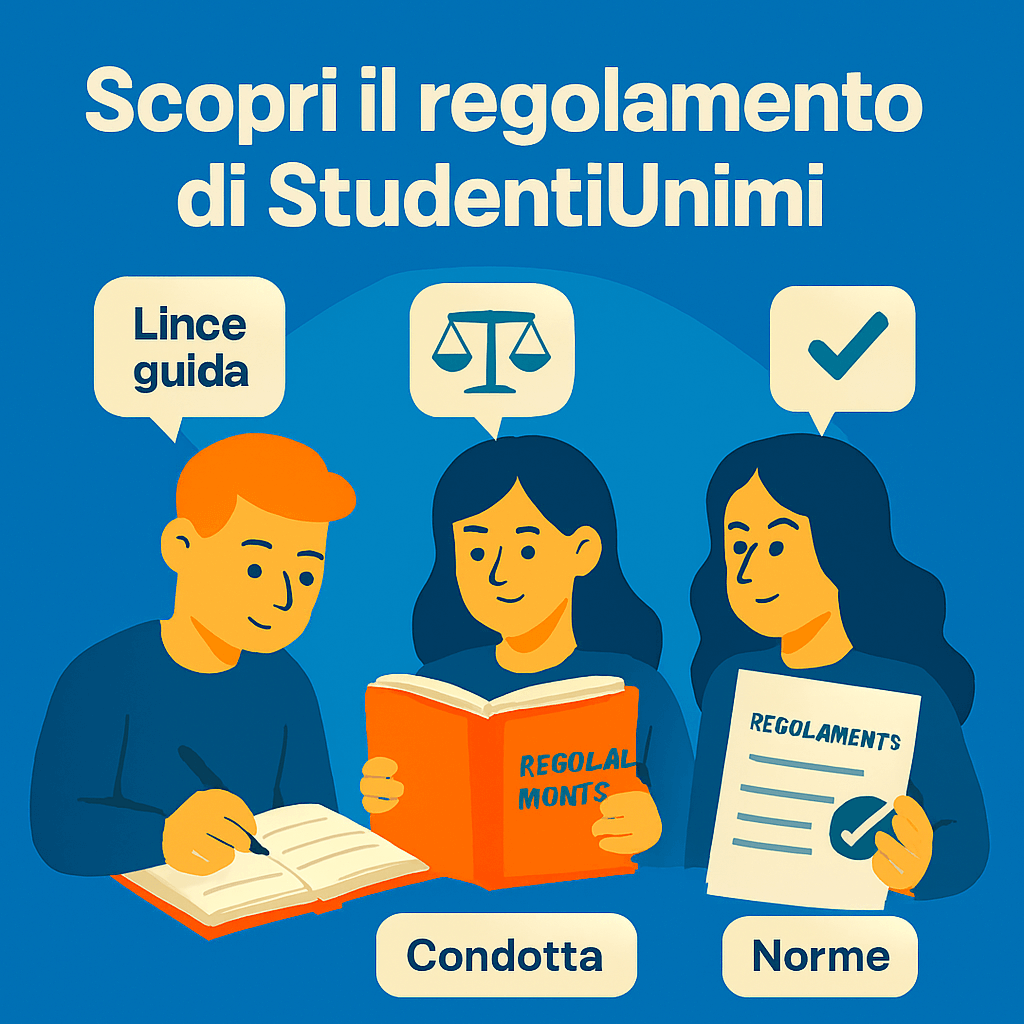 Scopri il regolamento
di StudentiUnimi
Lince
guida
REGOLAL
MONTS
REGOLAMENTS
Condotta
Norme